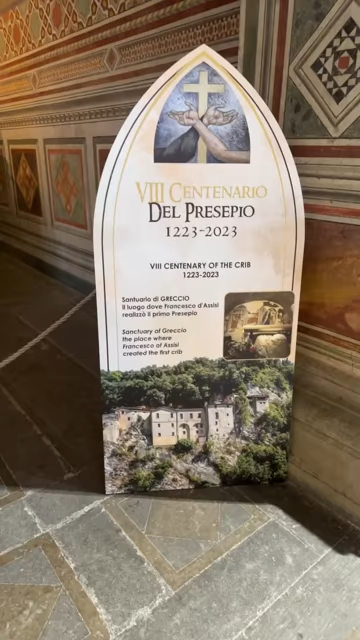 VIII CENTENARIO
DEL PRESEPIO
1223-2023
VIII CENTENARY OF THE CRIB
1223-2023
Santuario di GRECCIO
il luogo dove Francesco d'Assisi
realizzò il primo Presepio
Sanctuary of Greccio
the place where
Francesco of Assisi
created the first crib